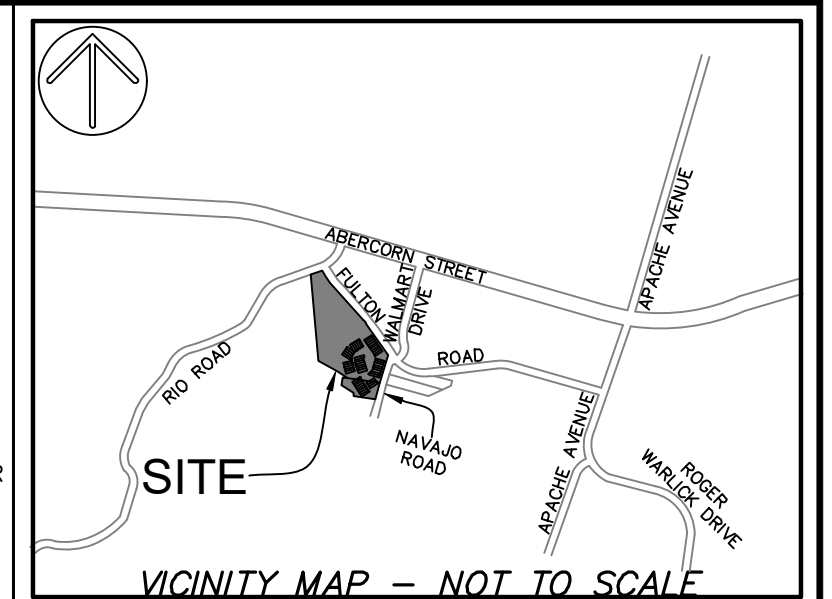 APACHE AVENUE
ABERCORN STREET
FULTON
WALMART
DRIVE
ROAD
RIO ROAD
NAVAJO
ROAD
APACHE AVENUE
ROGER
WARLICK DRIVE
SITE
VICINITY MAP - NOT TO SCALE